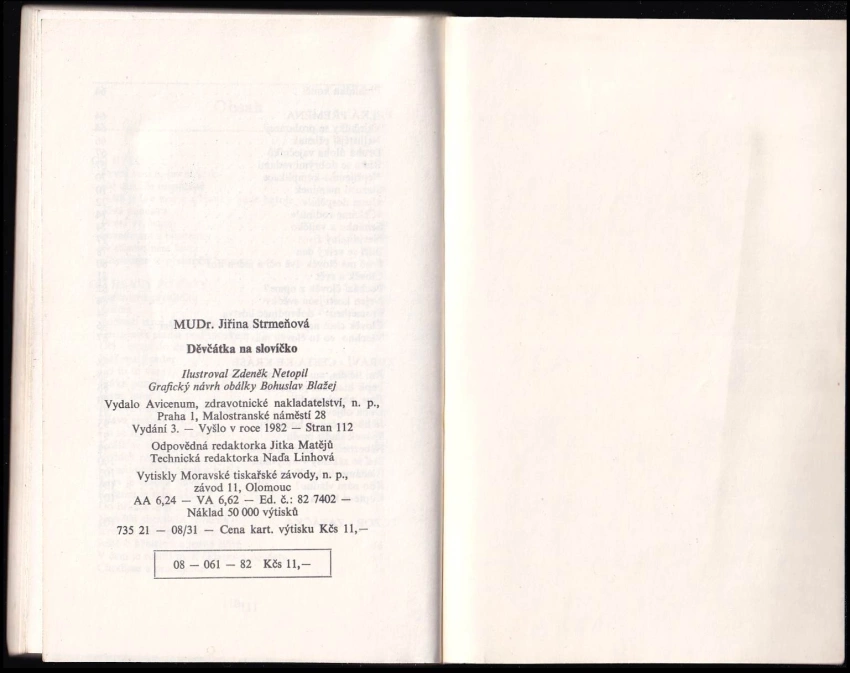 MUDr. Jiřina Strmeňová
Děvčátka na slovíčko
Ilustroval Zdeněk Netopil
Grafický návrh obálky Bohuslav Blažej
Vydalo Avicenum, zdravotnické nakladatelství, n. p.,
Praha 1, Malostranské náměstí 28
Vydání 3. — Vyšlo v roce 1982 — Stran 112
Odpovědná redaktorka Jitka Matějů
Technická redaktorka Naďa Linhová
Vytiskly Moravské tiskařské závody, n. p.,
závod 11, Olomouc
AA 6,24 — VA 6,62 — Ed. č.: 82 7402 —
Náklad 50 000 výtisků
735 21 — 08/31 — Cena kart. výtisku Kčs 11,—
08 — 061 — 82 Kčs 11,—